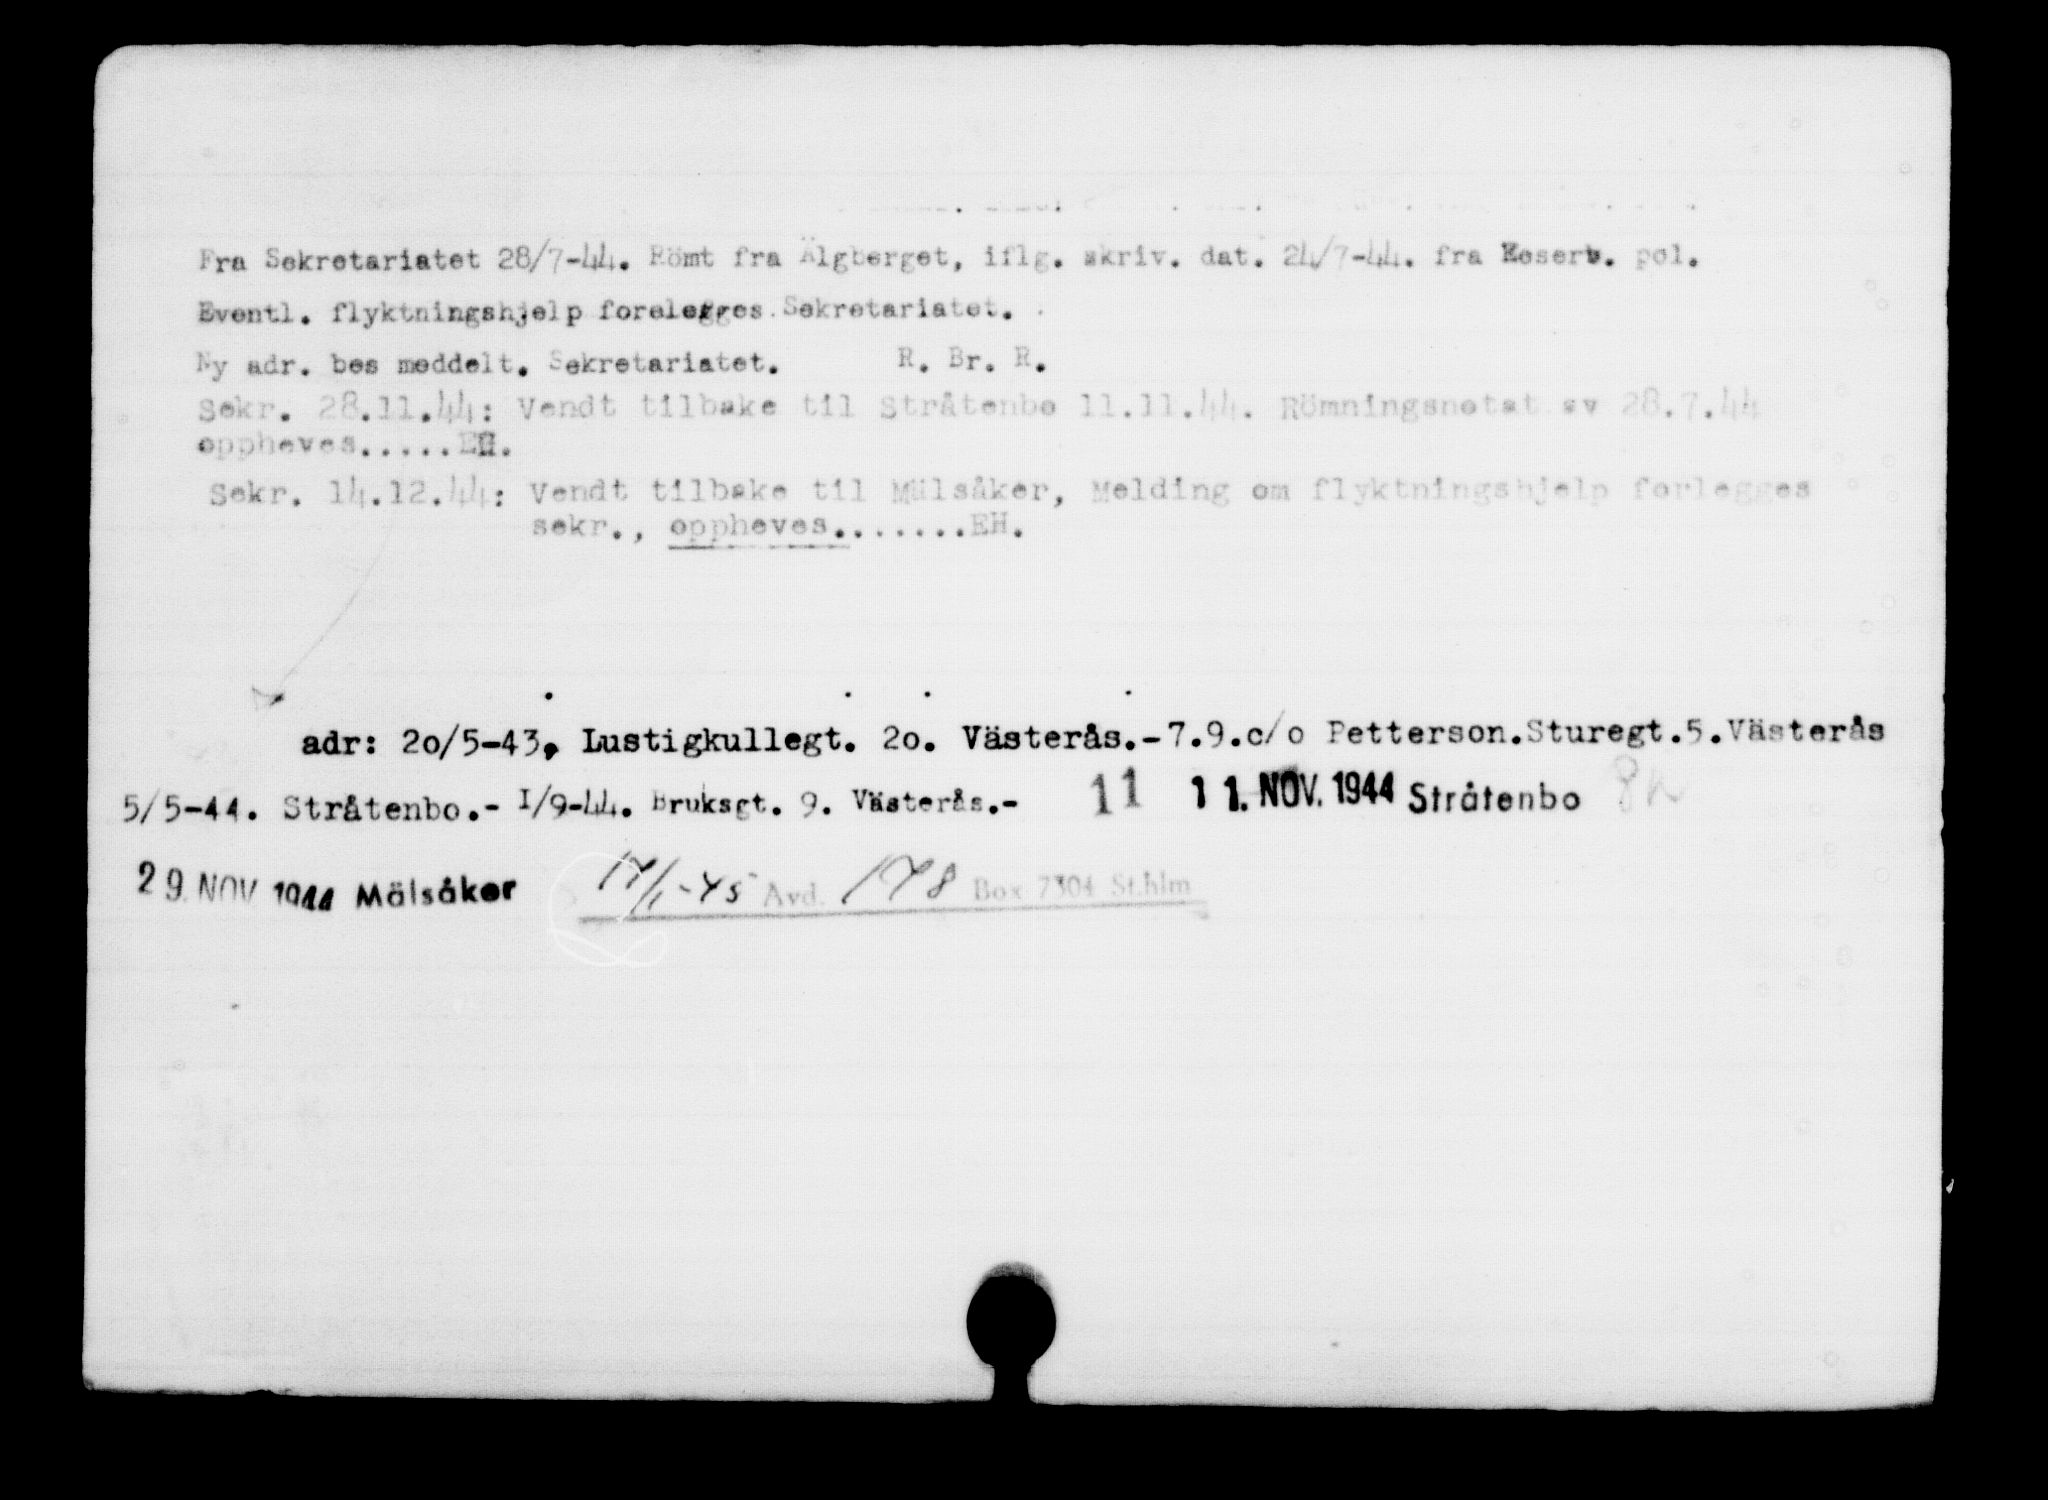 Fra Sekretariatet 28/7-44. Römt fra Älgberget, iflg. skriv. dat. 24/7-44. fra Reserv. pol.
Eventl. flyktningshjelp forelegges Sekretariatet.
Ny adr. bes meddelt. Sekretariatet. R. Br. R.
Sekr. 28.11.44: Vendt tilbake til Stråtenbo 11.11.44. Römningsnotat av 28.7.44
oppheves.....EH.
Sekr. 14.12.44: Vendt tilbake til Mälsåker, Melding om flyktningshjelp forlegges
sekr., oppheves.......EH.
adr: 2o/5-43, Lustigkullegt. 2o. Västerås.-7.9.c/o Petterson.Sturegt.5.Västerås
5/5-44. Stråtenbo.- I/9-44. Bruksgt. 9. Västerås.- 11 11. NOV. 1944 Stråtenbo
29. NOV 1944 Mälsåker 17/1-45 Avd. 178 Box 7304 St.hlm